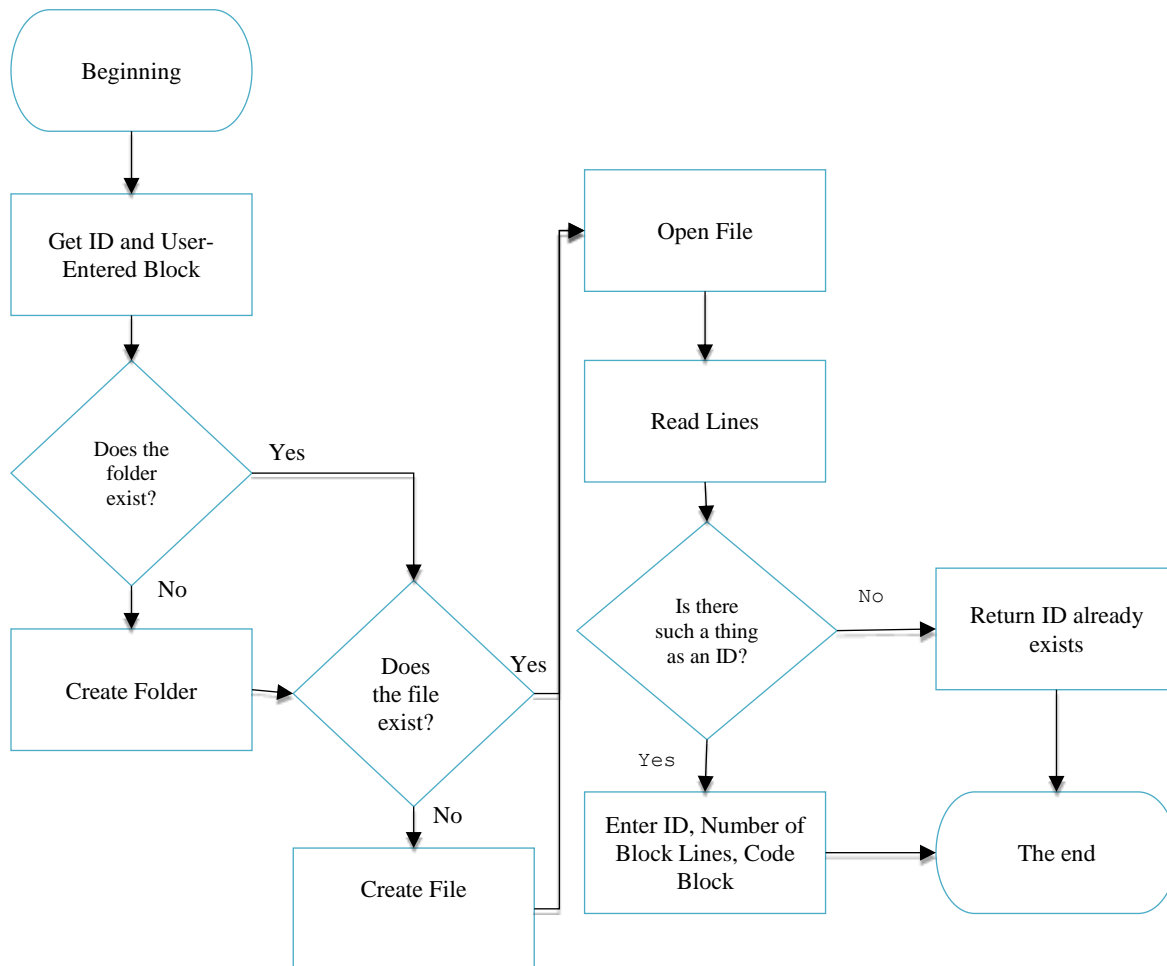 Beginning
Get ID and User-
Entered Block
Does the
folder
exist?
Yes
No
Create Folder
Does
the file
exist?
Yes
No
Create File
Open File
Read Lines
Is there
such a thing
as an ID?
No
Return ID already
exists
Yes
Enter ID, Number of
Block Lines, Code
Block
The end